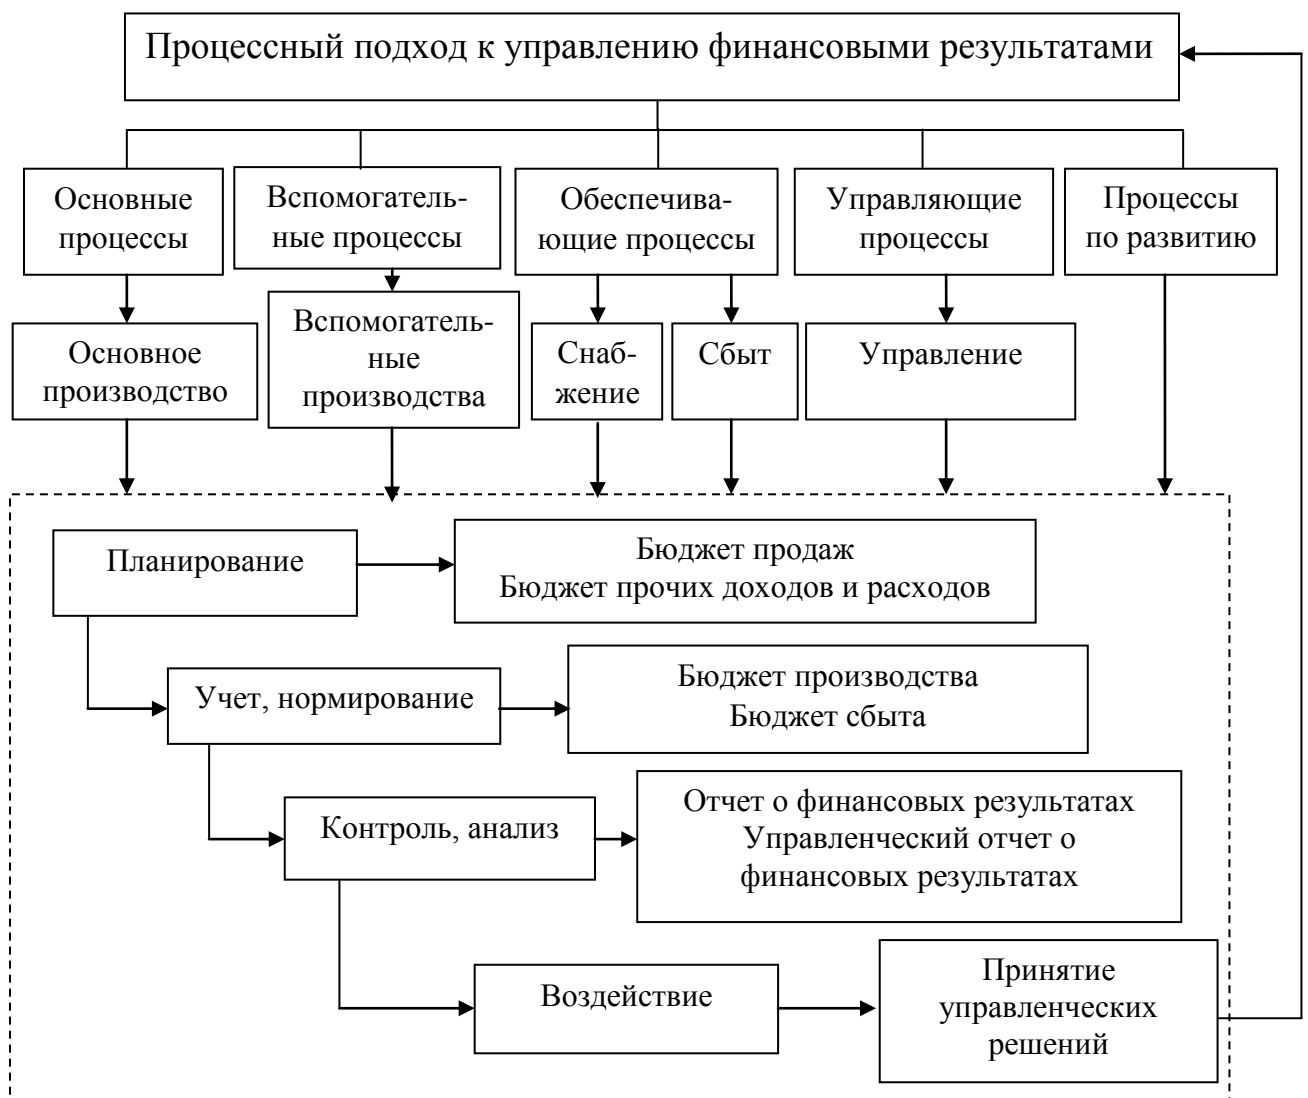 Процессный подход к управлению финансовыми результатами
Основные
процессы
Вспомогатель-
ные процессы
Обеспечива-
ющие процессы
Управляющие
процессы
Процессы
по развитию
Основное
производство
Вспомогатель-
ные
производства
Снаб-
жение
Сбыт
Управление
Планирование
Бюджет продаж
Бюджет прочих доходов и расходов
Учет, нормирование
Бюджет производства
Бюджет сбыта
Контроль, анализ
Отчет о финансовых результатах
Управленческий отчет о
финансовых результатах
Воздействие
Принятие
управленческих
решений